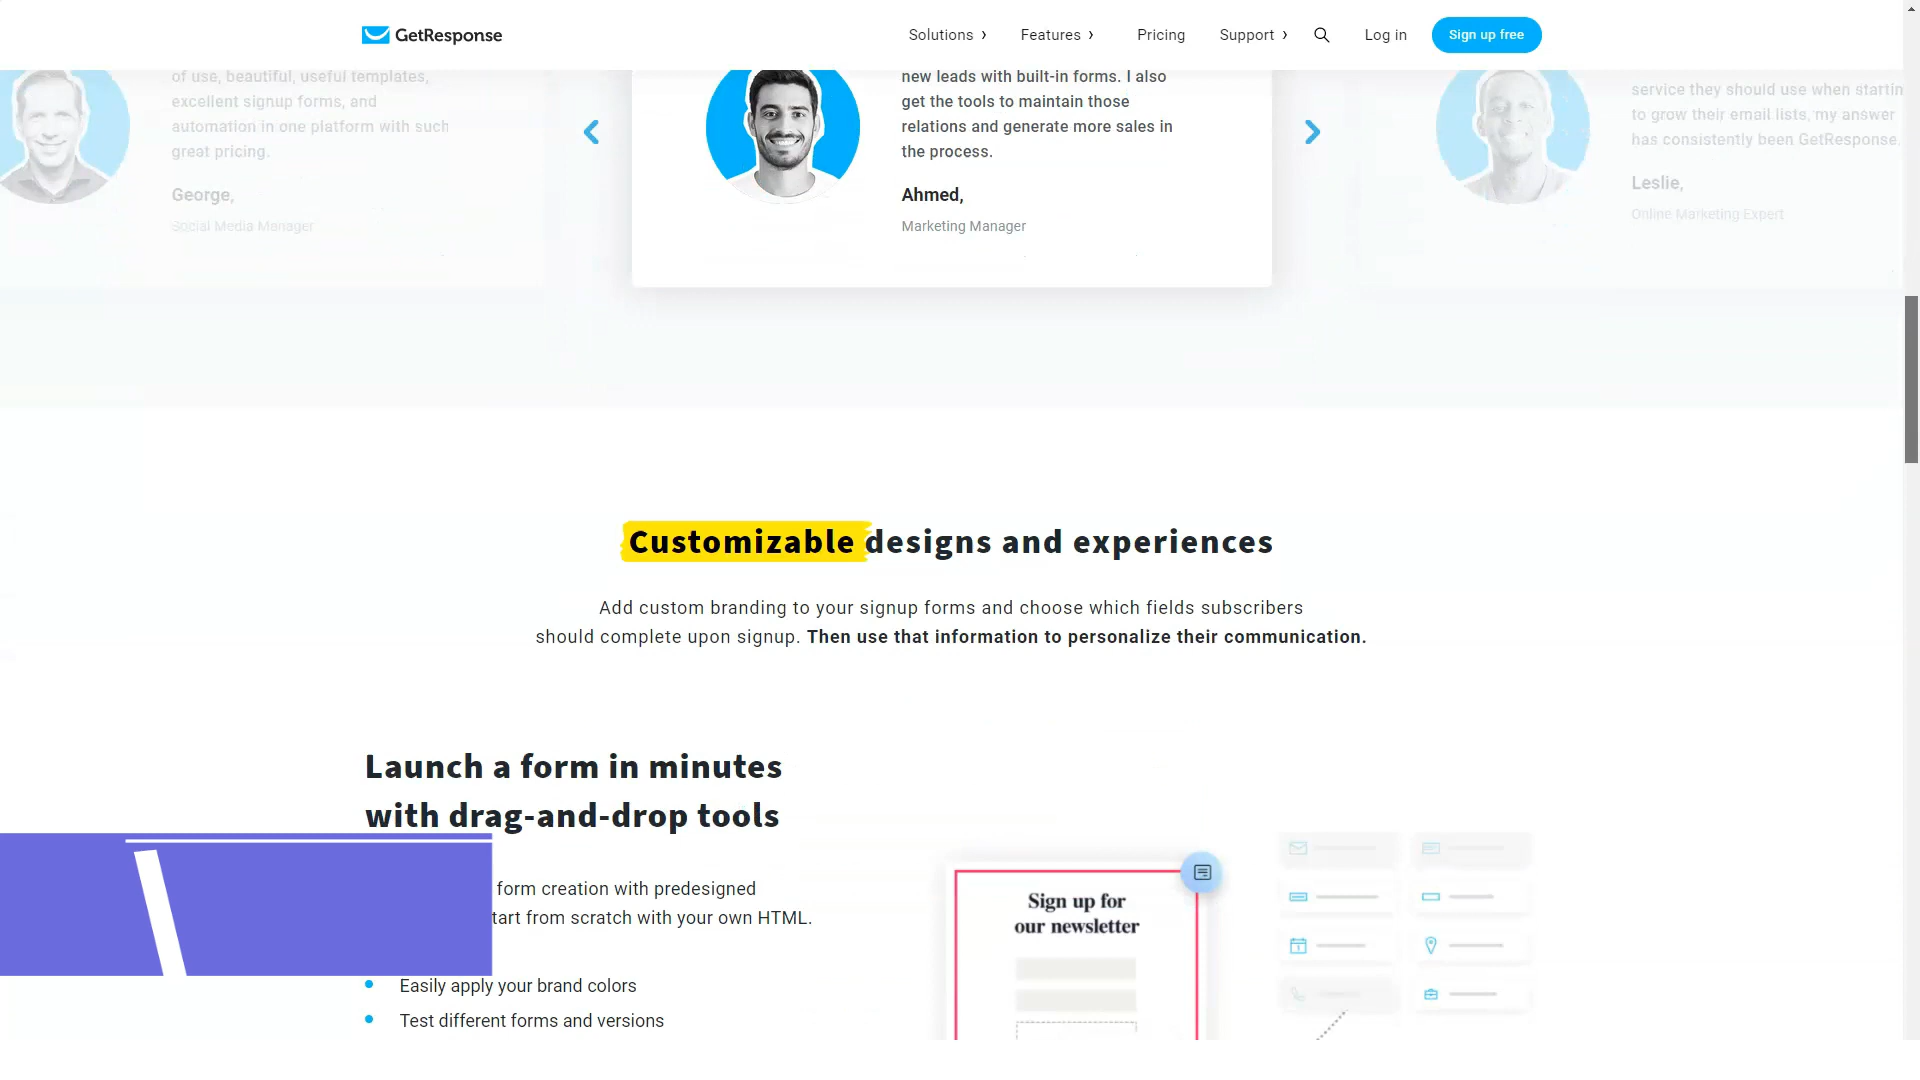 GetResponse
Solutions
Features
Pricing
Support
Log in
Sign up free
of use, beautiful, useful templates,
excellent signup forms, and
automation in one platform with such
great pricing.
George,
Social Media Manager
new leads with built-in forms. I also
get the tools to maintain those
relations and generate more sales in
the process.
Ahmed,
Marketing Manager
service they should use when startin
to grow their email lists, my answer
has consistently been GetResponse.
Leslie,
Online Marketing Expert
Customizable designs and experiences
Add custom branding to your signup forms and choose which fields subscribers
should complete upon signup. Then use that information to personalize their communication.
Launch a form in minutes
with drag-and-drop tools
form creation with predesigned
tart from scratch with your own HTML.
Easily apply your brand colors
Test different forms and versions
Sign up for
our newsletter